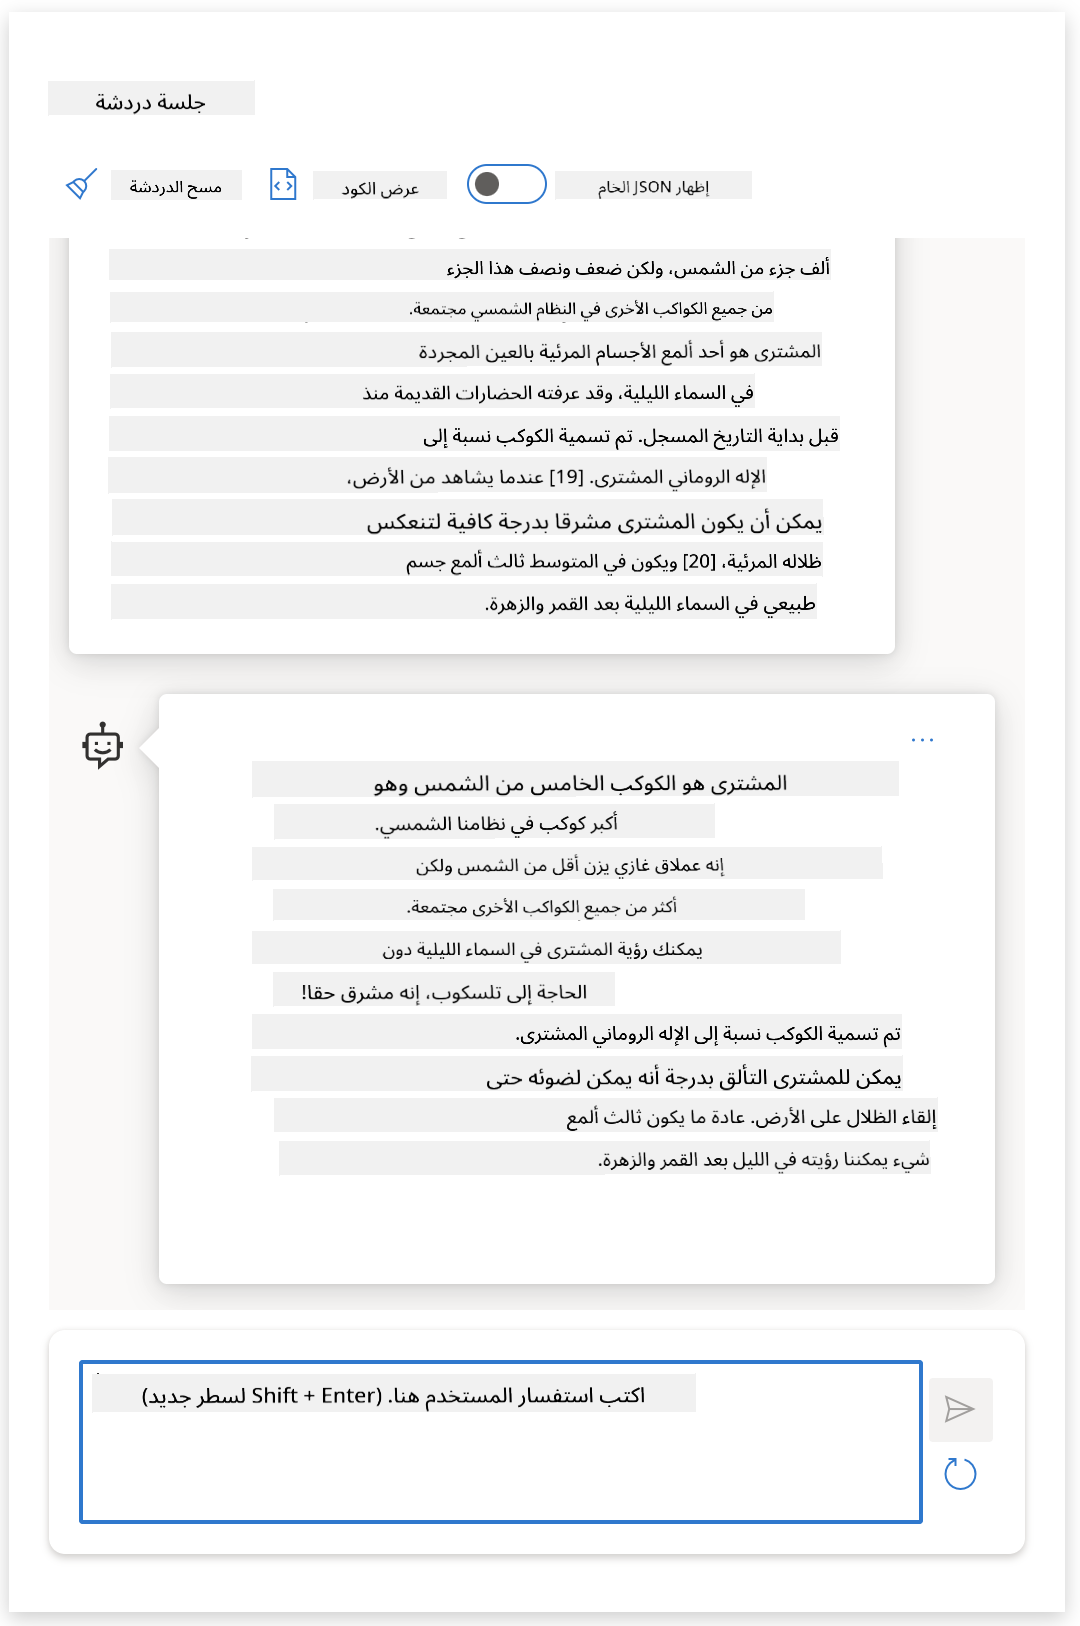 جلسة دردشة
مسح الدردشة
عرض الكود
إظهار JSON الخام
ألف جزء من الشمس، ولكن ضعف ونصف هذا الجزء
من جميع الكواكب الأخرى في النظام الشمسي مجتمعة.
المشترى هو أحد ألمع الأجسام المرئية بالعين المجردة
في السماء الليلية، وقد عرفته الحضارات القديمة منذ
قبل بداية التاريخ المسجل. تم تسمية الكوكب نسبة إلى
الإله الروماني المشترى. [19] عندما يشاهد من الأرض،
يمكن أن يكون المشترى مشرقا بدرجة كافية لتنعكس
ظلاله المرئية، [20] ويكون في المتوسط ثالث ألمع جسم
طبيعي في السماء الليلية بعد القمر والزهرة.
المشترى هو الكوكب الخامس من الشمس وهو
أكبر كوكب في نظامنا الشمسي.
إنه عملاق غازي يزن أقل من الشمس ولكن
أكثر من جميع الكواكب الأخرى مجتمعة.
يمكنك رؤية المشترى في السماء الليلية دون
الحاجة إلى تلسكوب، إنه مشرق حقا!
تم تسمية الكوكب نسبة إلى الإله الروماني المشترى.
يمكن للمشترى التألق بدرجة أنه يمكن لضوئه حتى
إلقاء الظلال على الأرض. عادة ما يكون ثالث ألمع
شيء يمكننا رؤيته في الليل بعد القمر والزهرة.
اكتب استفسار المستخدم هنا. (Shift + Enter لسطر جديد)